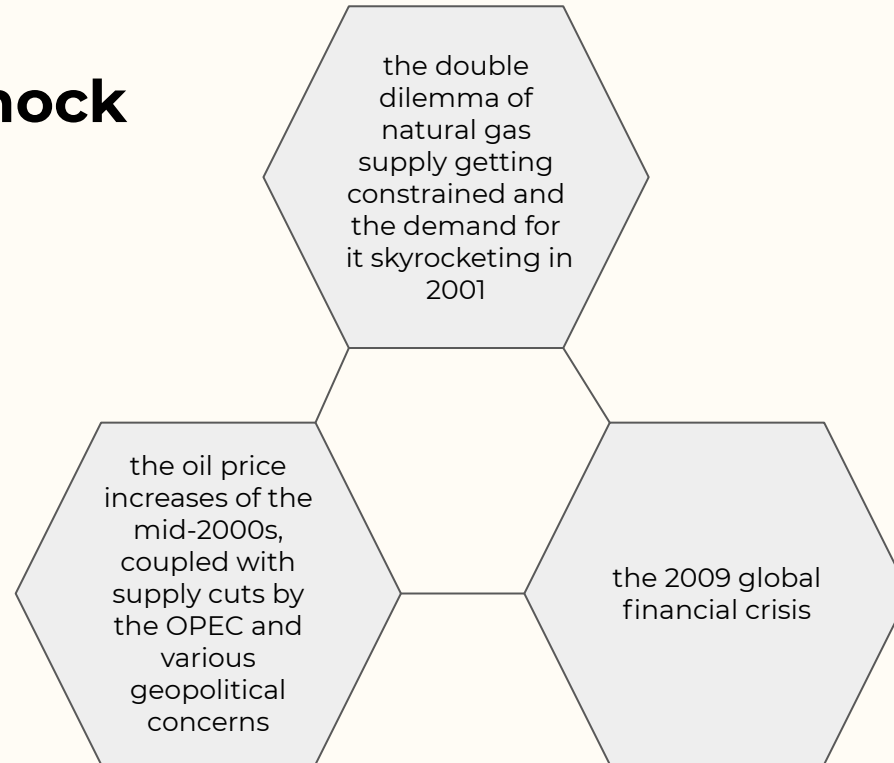 the double
dilemma of
natural gas
supply getting
constrained and
the demand for
it skyrocketing in
2001
the oil price
increases of the
mid-2000s,
coupled with
supply cuts by
the OPEC and
various
geopolitical
concerns
the 2009 global
financial crisis